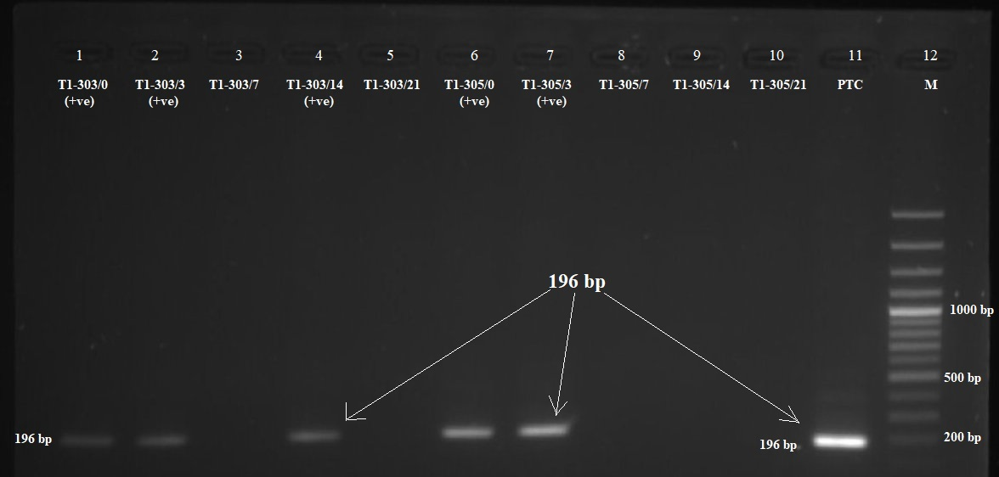 1 2 3 4 5 6 7 8 9 10 11 12
T1-303/0 T1-303/3 T1-303/7 T1-303/14 T1-303/21 T1-305/0 T1-305/3 T1-305/7 T1-305/14 T1-305/21 PTC M
(+ve) (+ve) (+ve) (+ve) (+ve)
196 bp
1000 bp
500 bp
196 bp
196 bp
200 bp